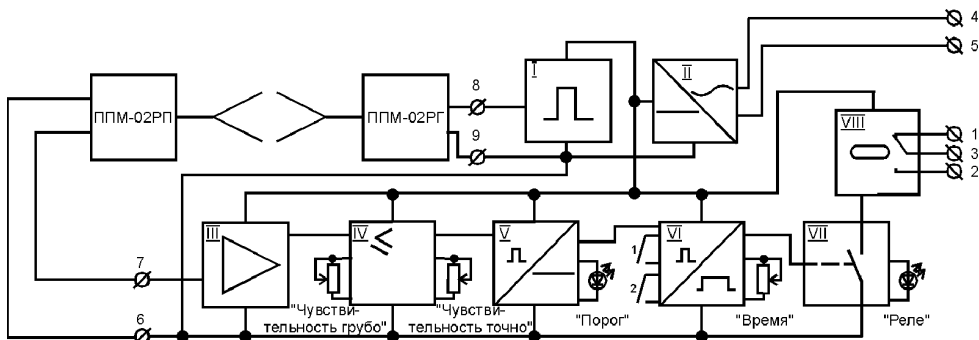 4
5
I
II
8
ППМ-02РП
ППМ-02РГ
VIII
1
3
2
9
III
IV
V
VI
VII
1
2
7
"Чувстви-
тельность грубо"
"Чувстви-
тельность точно"
"Порог"
"Время"
"Реле"
6